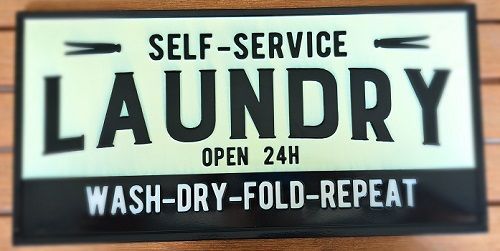 SELF-SERVICE
LAUNDRY
OPEN 24H
WASH-DRY-FOLD-REPEAT